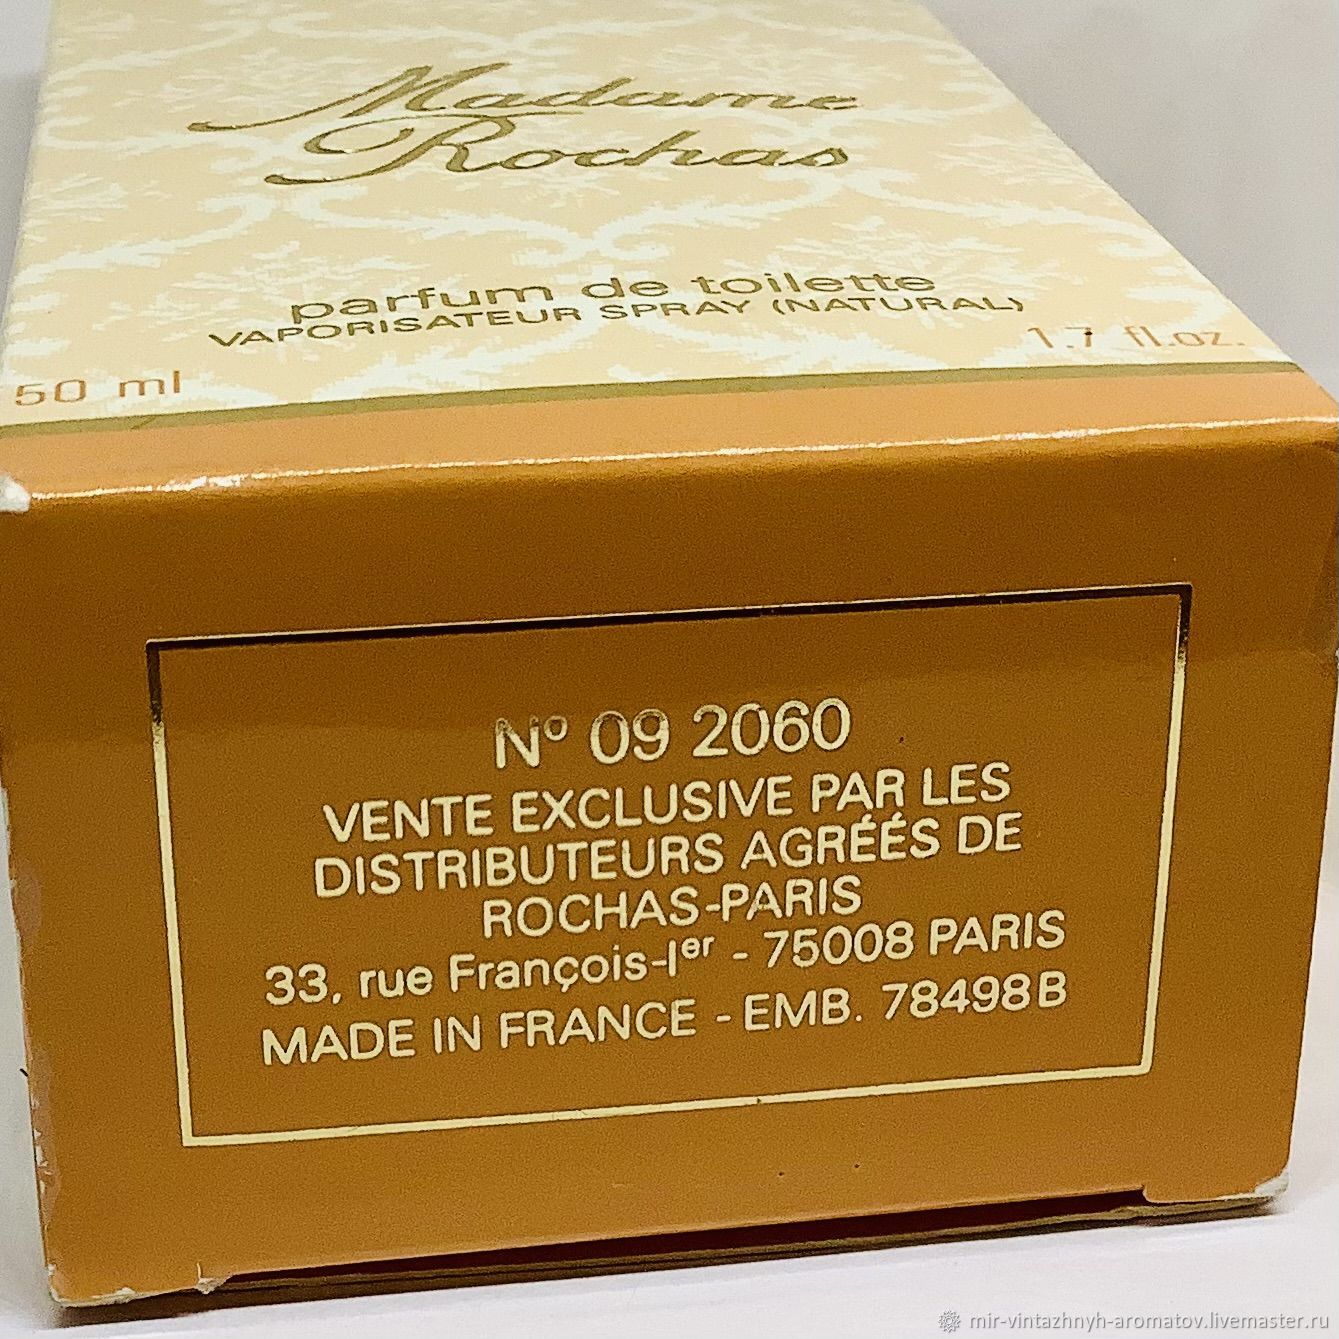 Madame
Rochas
parfum de toilette
VAPORISATEUR SPRAY (NATURAL)
50 ml
1.7 fl.oz.
Nº 09 2060
VENTE EXCLUSIVE PAR LES
DISTRIBUTEURS AGRÉÉS DE
ROCHAS-PARIS
33, rue François-Ier - 75008 PARIS
MADE IN FRANCE - EMB. 78498B
mir-vintazhnyh-aromatov.livemaster.ru